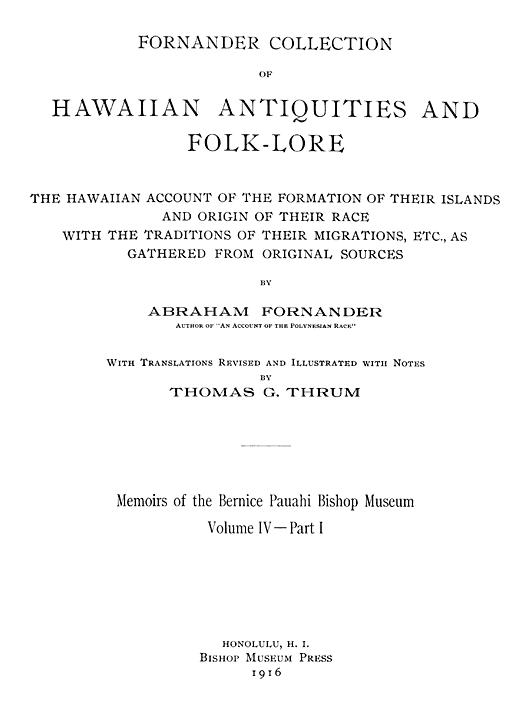 FORNANDER COLLECTION
OF
HAWAIIAN ANTIQUITIES AND
FOLK-LORE
THE HAWAIIAN ACCOUNT OF THE FORMATION OF THEIR ISLANDS
AND ORIGIN OF THEIR RACE
WITH THE TRADITIONS OF THEIR MIGRATIONS, ETC., AS
GATHERED FROM ORIGINAL SOURCES
BY
ABRAHAM FORNANDER
AUTHOR OF "AN ACCOUNT OF THE POLYNESIAN RACE"
WITH TRANSLATIONS REVISED AND ILLUSTRATED WITH NOTES
BY
THOMAS G. THRUM
Memoirs of the Bernice Pauahi Bishop Museum
Volume IV—Part I
HONOLULU, H. I.
BISHOP MUSEUM PRESS
1916